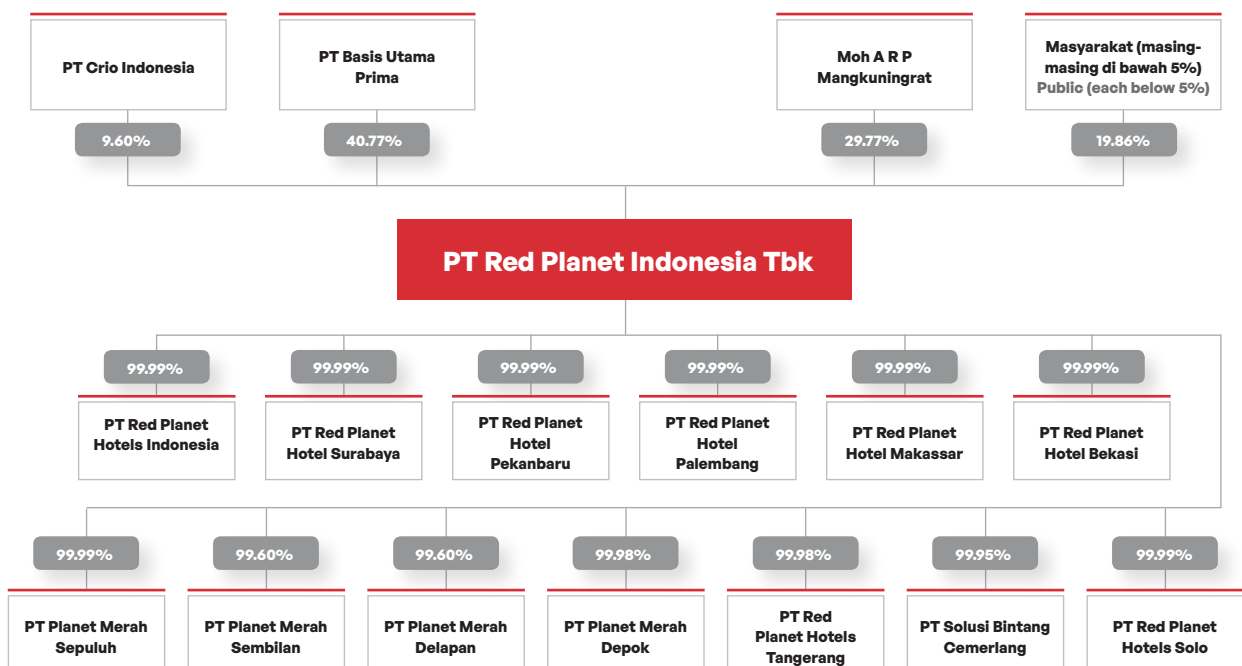 PT Crio Indonesia
PT Basis Utama
Prima
Moh A R P
Mangkuningrat
Masyarakat (masing-
masing di bawah 5%)
Public (each below 5%)
9.60%
40.77%
29.77%
19.86%
PT Red Planet Indonesia Tbk
99.99%
99.99%
99.99%
99.99%
99.99%
99.99%
PT Red Planet
Hotels Indonesia
PT Red Planet
Hotel Surabaya
PT Red Planet
Hotel
Pekanbaru
PT Red Planet
Hotel
Palembang
PT Red Planet
Hotel Makassar
PT Red Planet
Hotel Bekasi
99.99%
99.60%
99.60%
99.98%
99.98%
99.95%
99.99%
PT Planet Merah
Sepuluh
PT Planet Merah
Sembilan
PT Planet Merah
Delapan
PT Planet Merah
Depok
PT Red
Planet Hotels
Tangerang
PT Solusi Bintang
Cemerlang
PT Red Planet
Hotels Solo